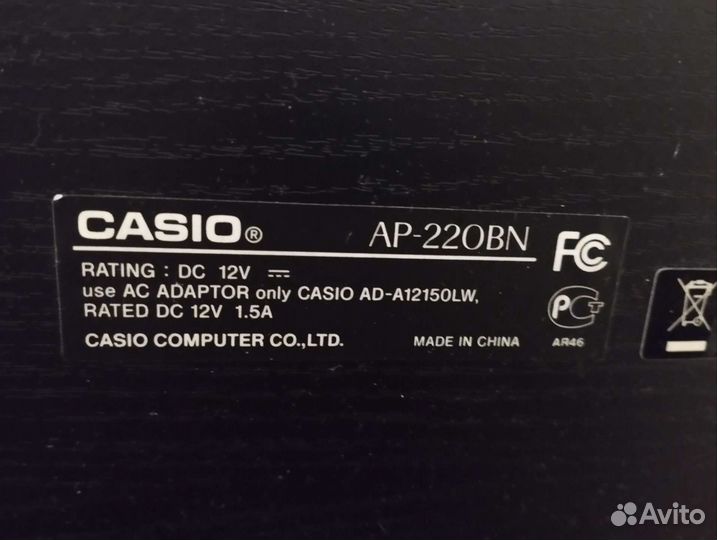 CASIO® AP-220BN FC
RATING : DC 12V ⎓
use AC ADAPTOR only CASIO AD-A12150LW,
RATED DC 12V 1.5A
CASIO COMPUTER CO.,LTD. MADE IN CHINA AR46
Avito